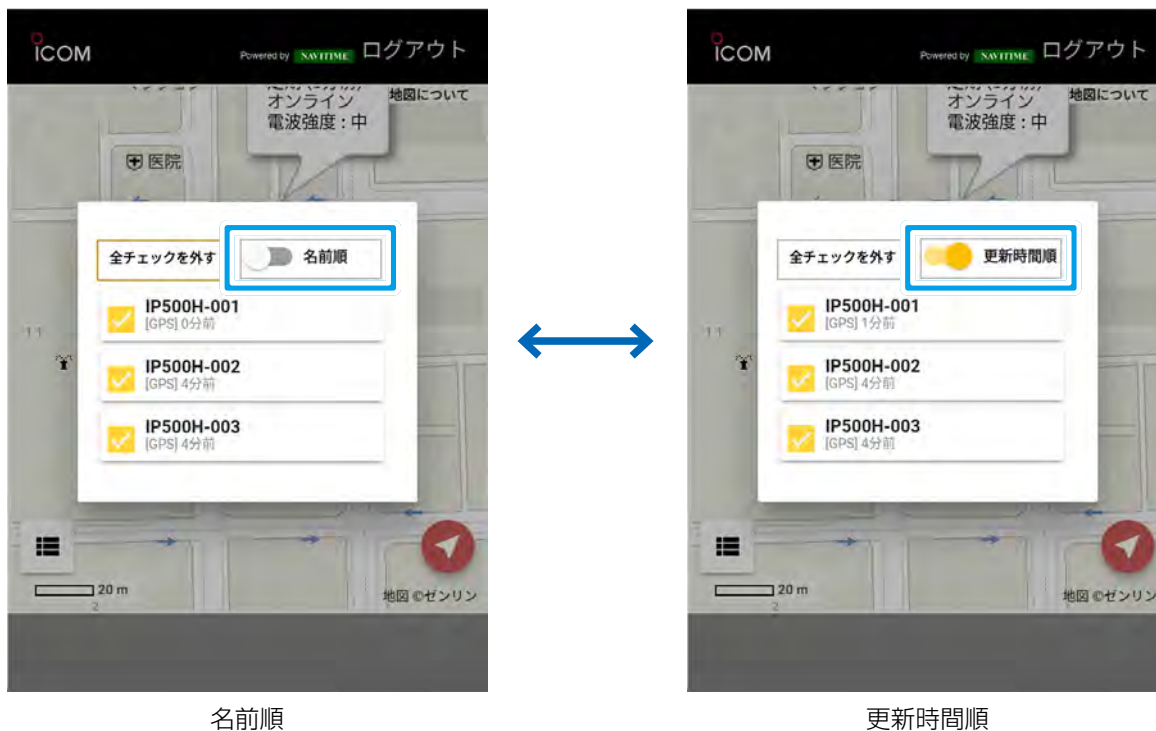 ICOM
Powered by NAVITIME ログアウト
地図について
オンライン
電波強度 : 中
医院
全チェックを外す
名前順
IP500H-001
[GPS] 0分前
IP500H-002
[GPS] 4分前
IP500H-003
[GPS] 4分前
11
20 m
2
地図 ©ゼンリン
名前順
ICOM
Powered by NAVITIME ログアウト
地図について
オンライン
電波強度 : 中
医院
全チェックを外す
更新時間順
IP500H-001
[GPS] 1分前
IP500H-002
[GPS] 4分前
IP500H-003
[GPS] 4分前
11
20 m
2
地図 ©ゼンリン
更新時間順